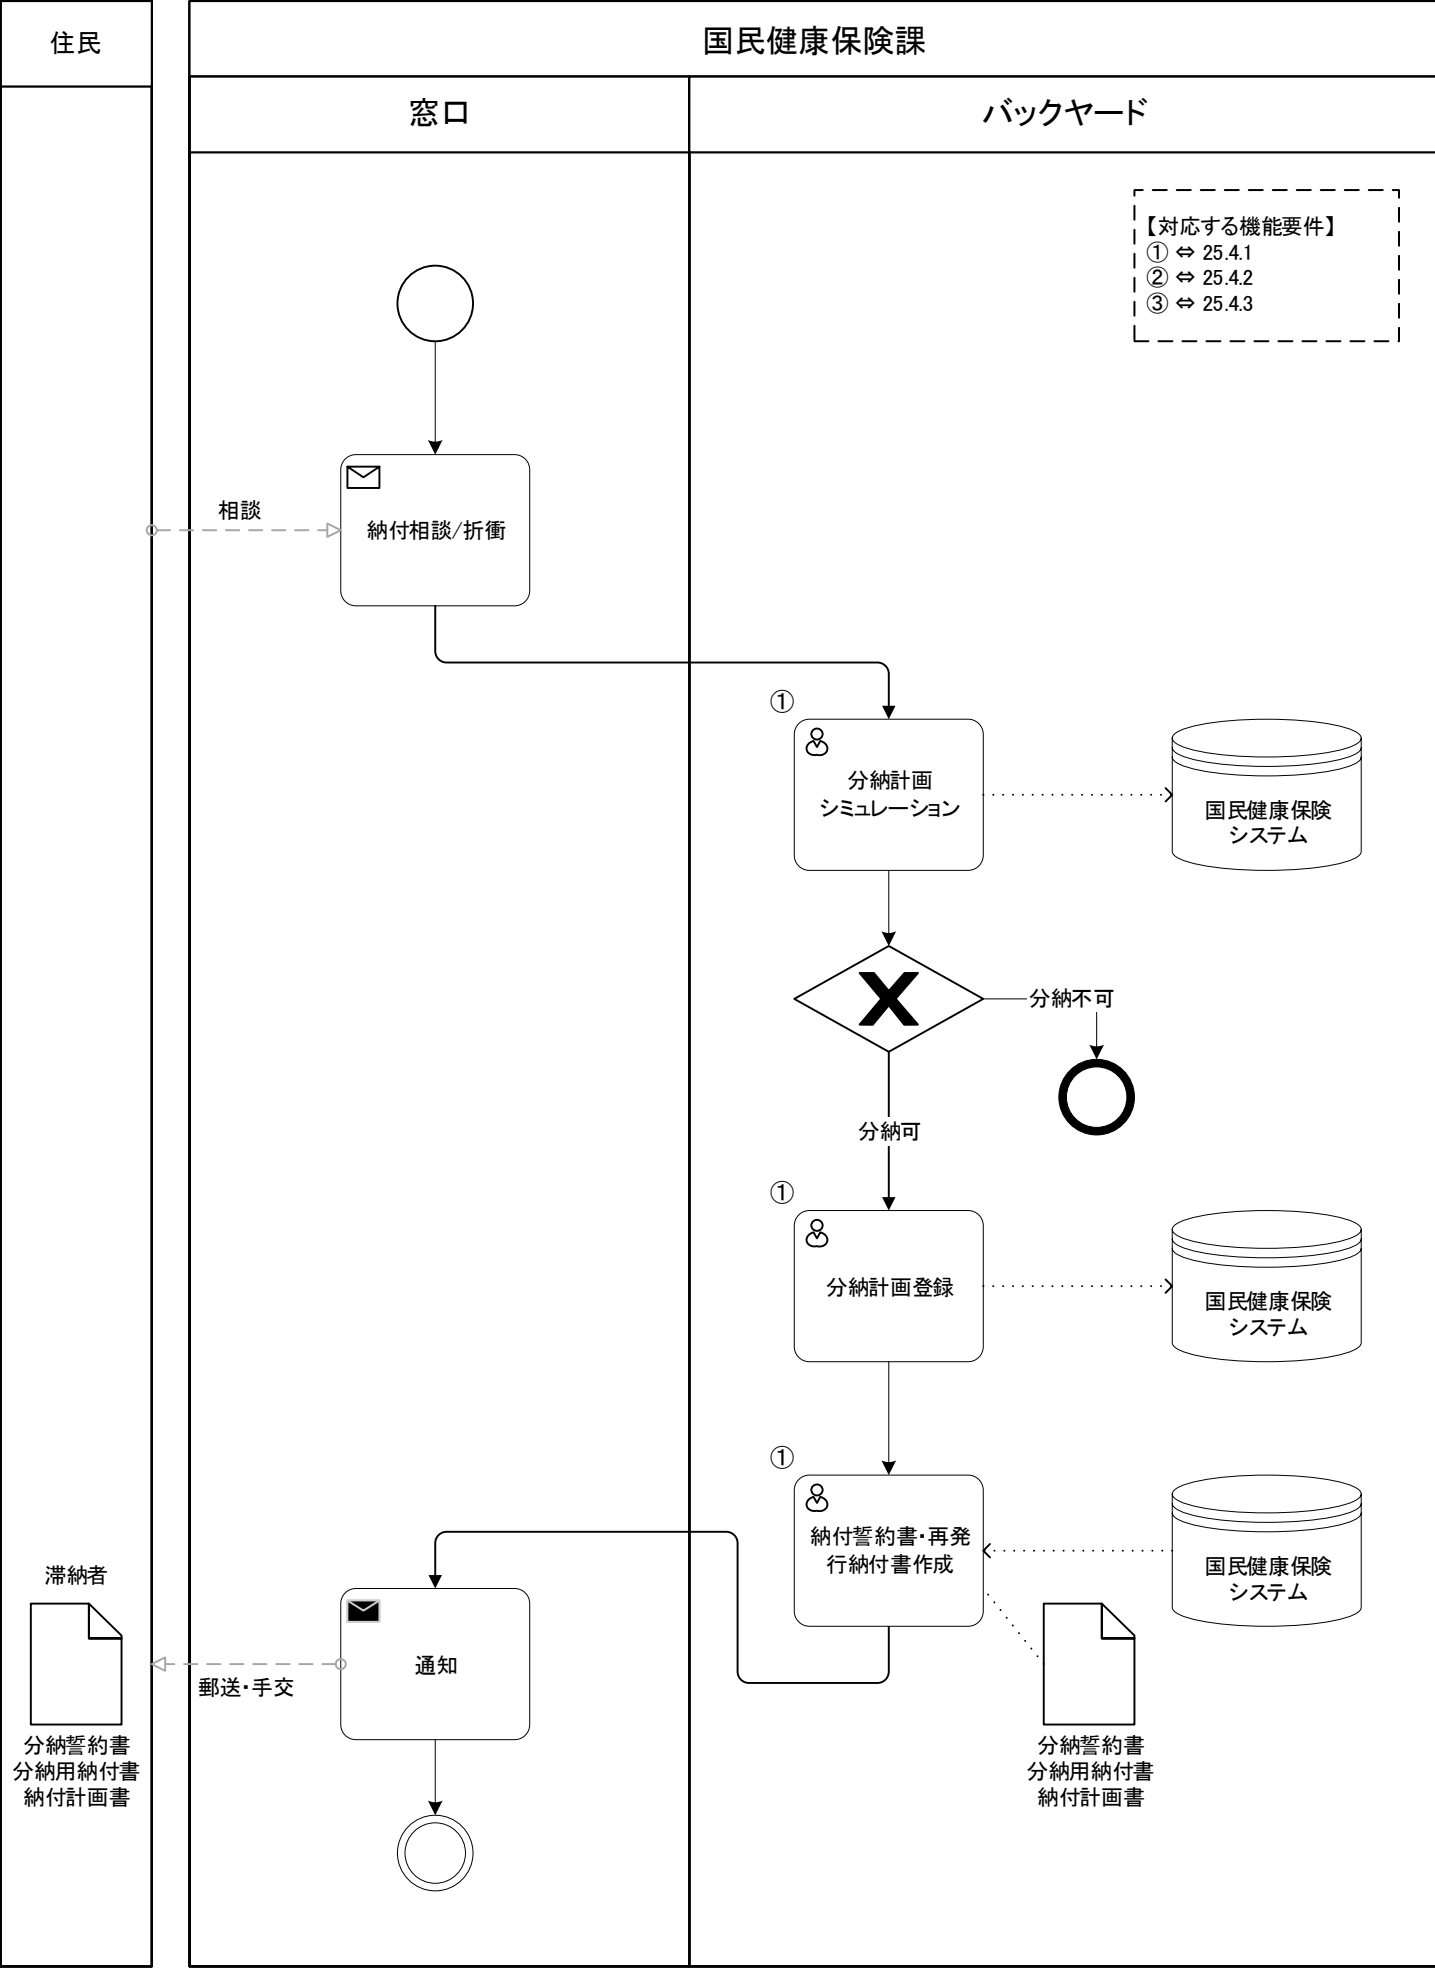 住民
国民健康保険課
窓口
バックヤード
【対応する機能要件】
① ⇔ 25.4.1
② ⇔ 25.4.2
③ ⇔ 25.4.3
相談
納付相談/折衝
①
分納計画
シミュレーション
国民健康保険
システム
分納不可
分納可
①
分納計画登録
国民健康保険
システム
①
納付誓約書・再発
行納付書作成
国民健康保険
システム
滞納者
通知
郵送・手交
分納誓約書
分納用納付書
納付計画書
分納誓約書
分納用納付書
納付計画書